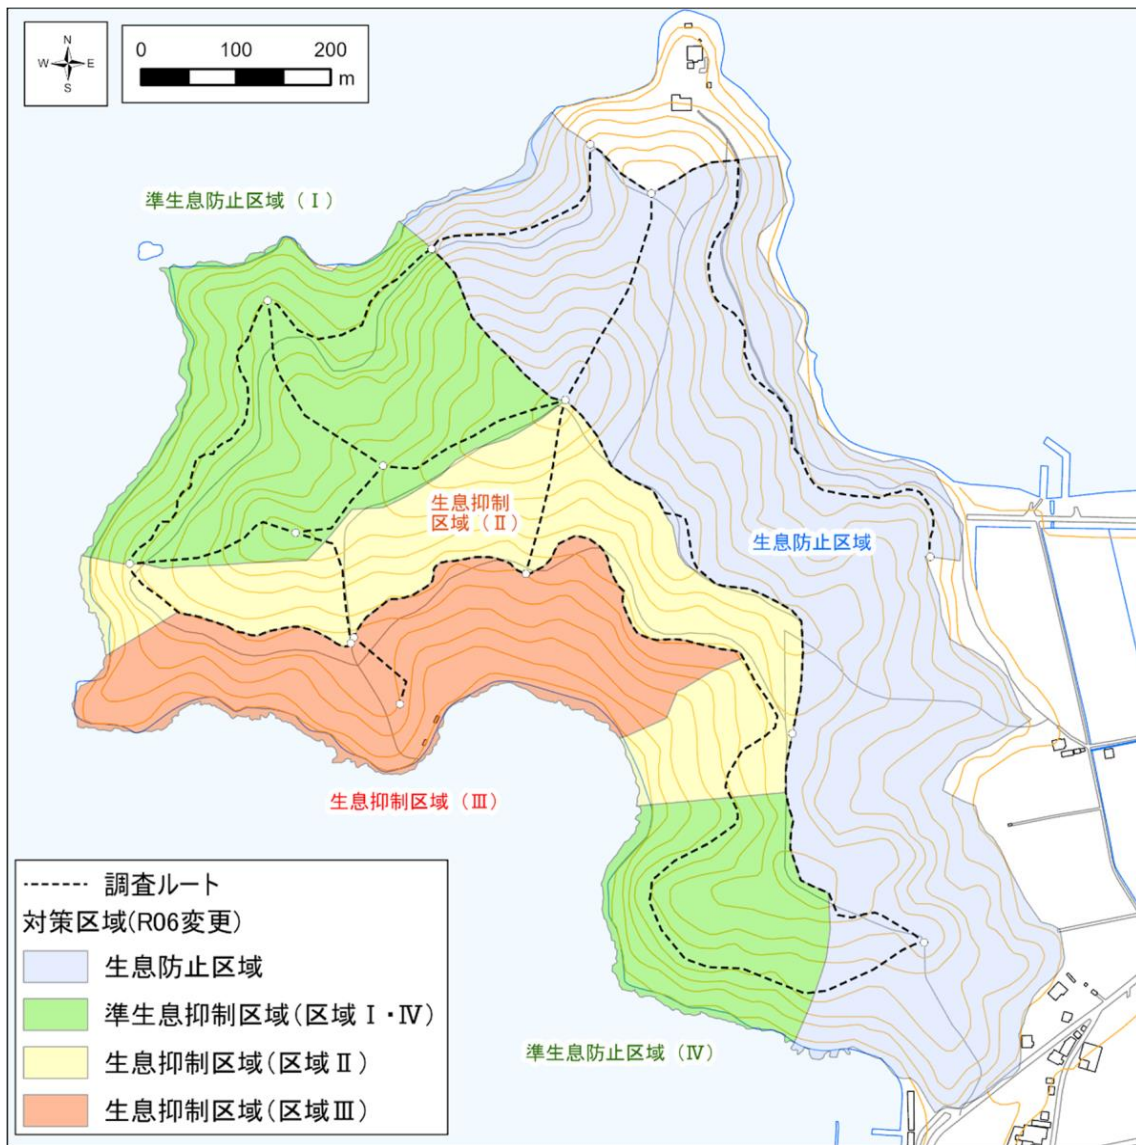 N
W E
S
0 100 200
m
準生息防止区域（Ⅰ）
生息抑制
区域（Ⅱ）
生息防止区域
生息抑制区域（Ⅲ）
準生息防止区域（Ⅳ）
調査ルート
対策区域(R06変更)
生息防止区域
準生息抑制区域(区域Ⅰ・Ⅳ)
生息抑制区域(区域Ⅱ)
生息抑制区域(区域Ⅲ)